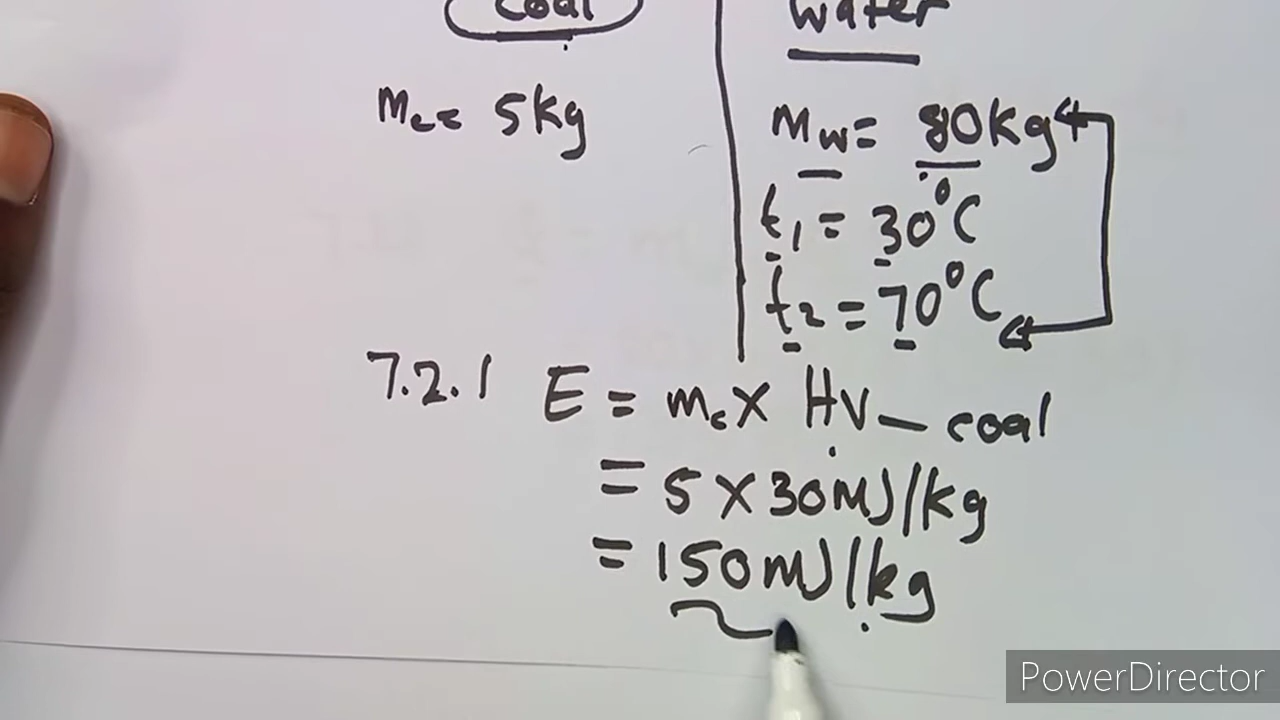 coal
water
Mc = 5kg
Mw = 80kg
t1 = 30°C
t2 = 70°C
7.2.1 E = mc X HV - coal
= 5 X 30MJ/kg
= 150MJ/kg
PowerDirector